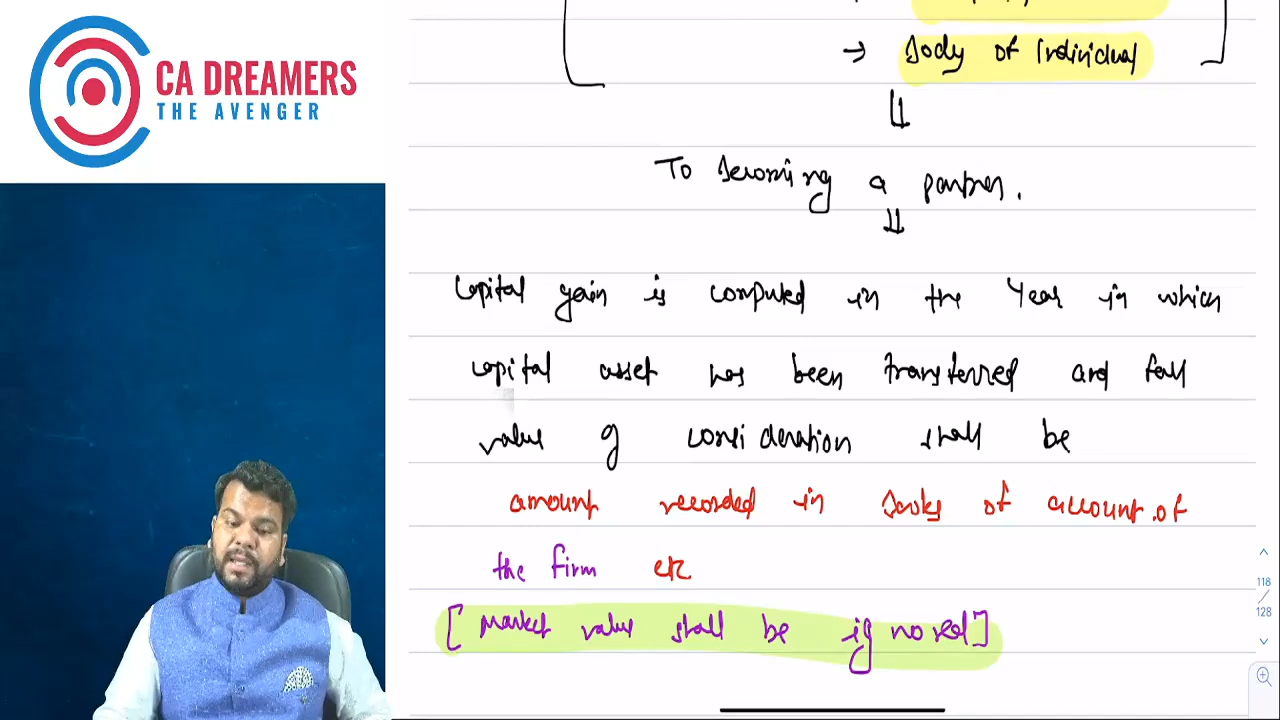 CA DREAMERS
THE AVENGER
→ Body of Individual
To Becoming a partner.
Capital gain is computed in the Year in which
capital asset has been transferred and full
value of consideration shall be
amount recorded in Books of account of
the firm etc
[ Market value shall be ignored]
118
128